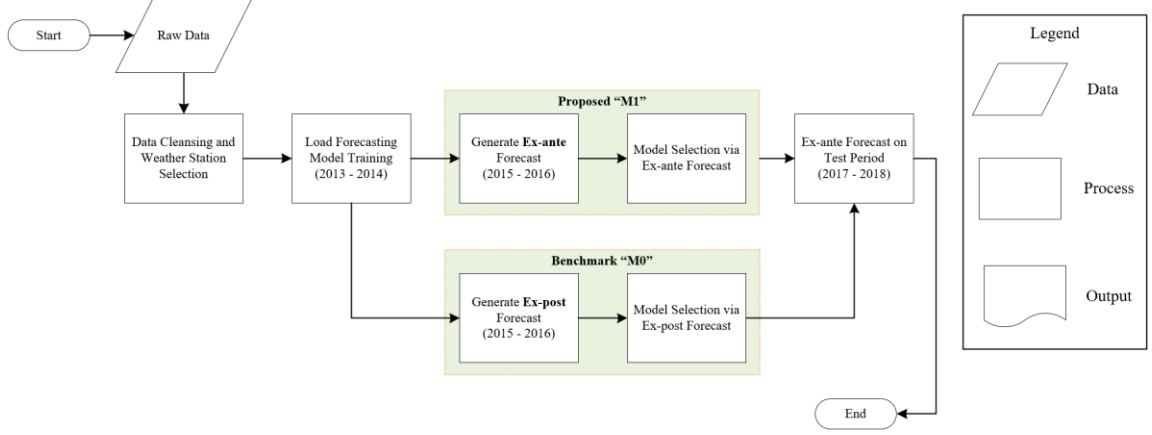 Start
Raw Data
Data Cleansing and
Weather Station
Selection
Load Forecasting
Model Training
(2013 - 2014)
Proposed “M1”
Generate Ex-ante
Forecast
(2015 - 2016)
Model Selection via
Ex-ante Forecast
Ex-ante Forecast on
Test Period
(2017 - 2018)
Benchmark “M0”
Generate Ex-post
Forecast
(2015 - 2016)
Model Selection via
Ex-post Forecast
End
Legend
Data
Process
Output